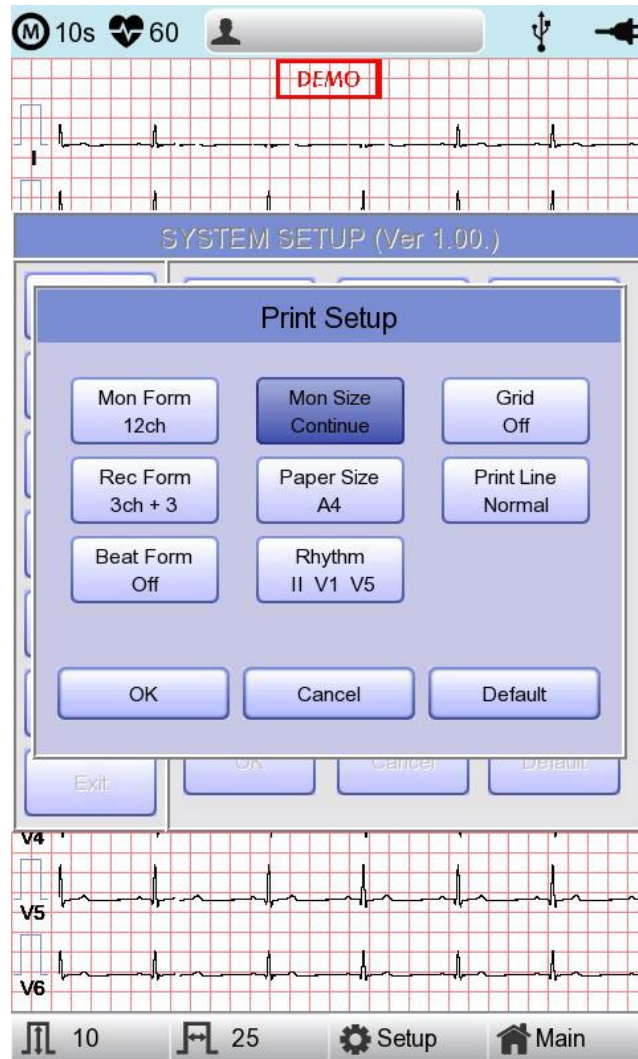 M 10s 60
DEMO
I
SYSTEM SETUP (Ver 1.00.)
Print Setup
Mon Form
12ch
Mon Size
Continue
Grid
Off
Rec Form
3ch + 3
Paper Size
A4
Print Line
Normal
Beat Form
Off
Rhythm
II V1 V5
OK
Cancel
Default
Exit
OK
Cancel
Default
V4
V5
V6
10
25
Setup
Main